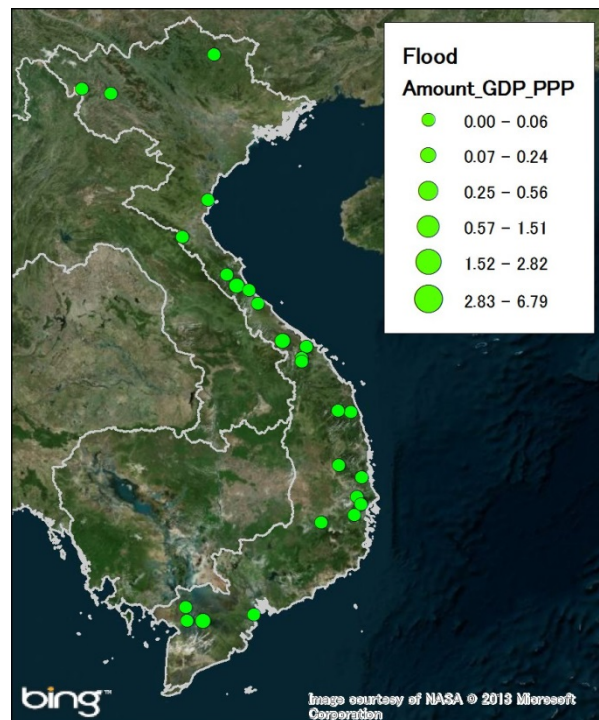 Flood
Amount_GDP_PPP
0.00 – 0.06
0.07 – 0.24
0.25 – 0.56
0.57 – 1.51
1.52 – 2.82
2.83 – 6.79
bing™
Image courtesy of NASA © 2013 Microsoft
Corporation